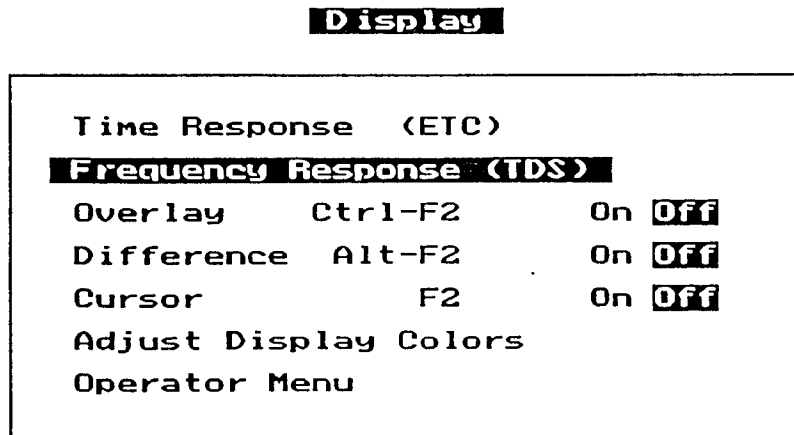 Display
Time Response (ETC)
Frequency Response (TDS)
Overlay Ctrl-F2 On Off
Difference Alt-F2 On Off
Cursor F2 On Off
Adjust Display Colors
Operator Menu